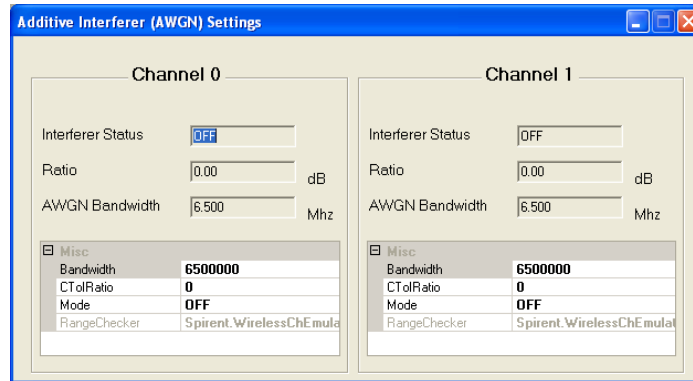 Additive Interferer (AWGN) Settings
Channel 0
Interferer Status OFF
Ratio 0.00 dB
AWGN Bandwidth 6.500 Mhz
Misc
Bandwidth 6500000
CToIRatio 0
Mode OFF
RangeChecker Spirent.WirelessChEmula
Channel 1
Interferer Status OFF
Ratio 0.00 dB
AWGN Bandwidth 6.500 Mhz
Misc
Bandwidth 6500000
CToIRatio 0
Mode OFF
RangeChecker Spirent.WirelessChEmulat